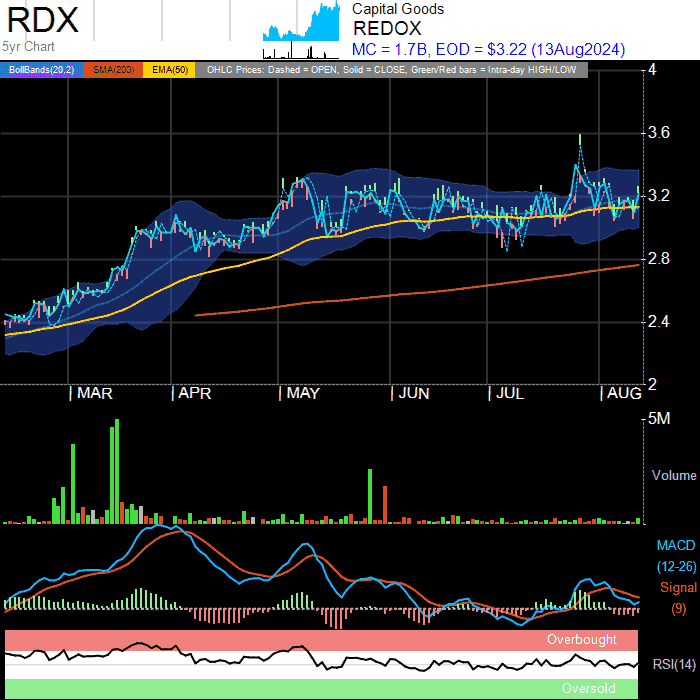 RDX
5yr Chart
Capital Goods
REDOX
MC = 1.7B, EOD = $3.22 (13Aug2024)
BollBands(20,2) SMA(200) EMA(50) OHLC Prices: Dashed = OPEN, Solid = CLOSE, Green/Red bars = Intra-day HIGH/LOW
4
3.6
3.2
2.8
2.4
2
MAR APR MAY JUN JUL AUG
5M
Volume
MACD
(12-26)
Signal
(9)
Overbought
RSI(14)
Oversold